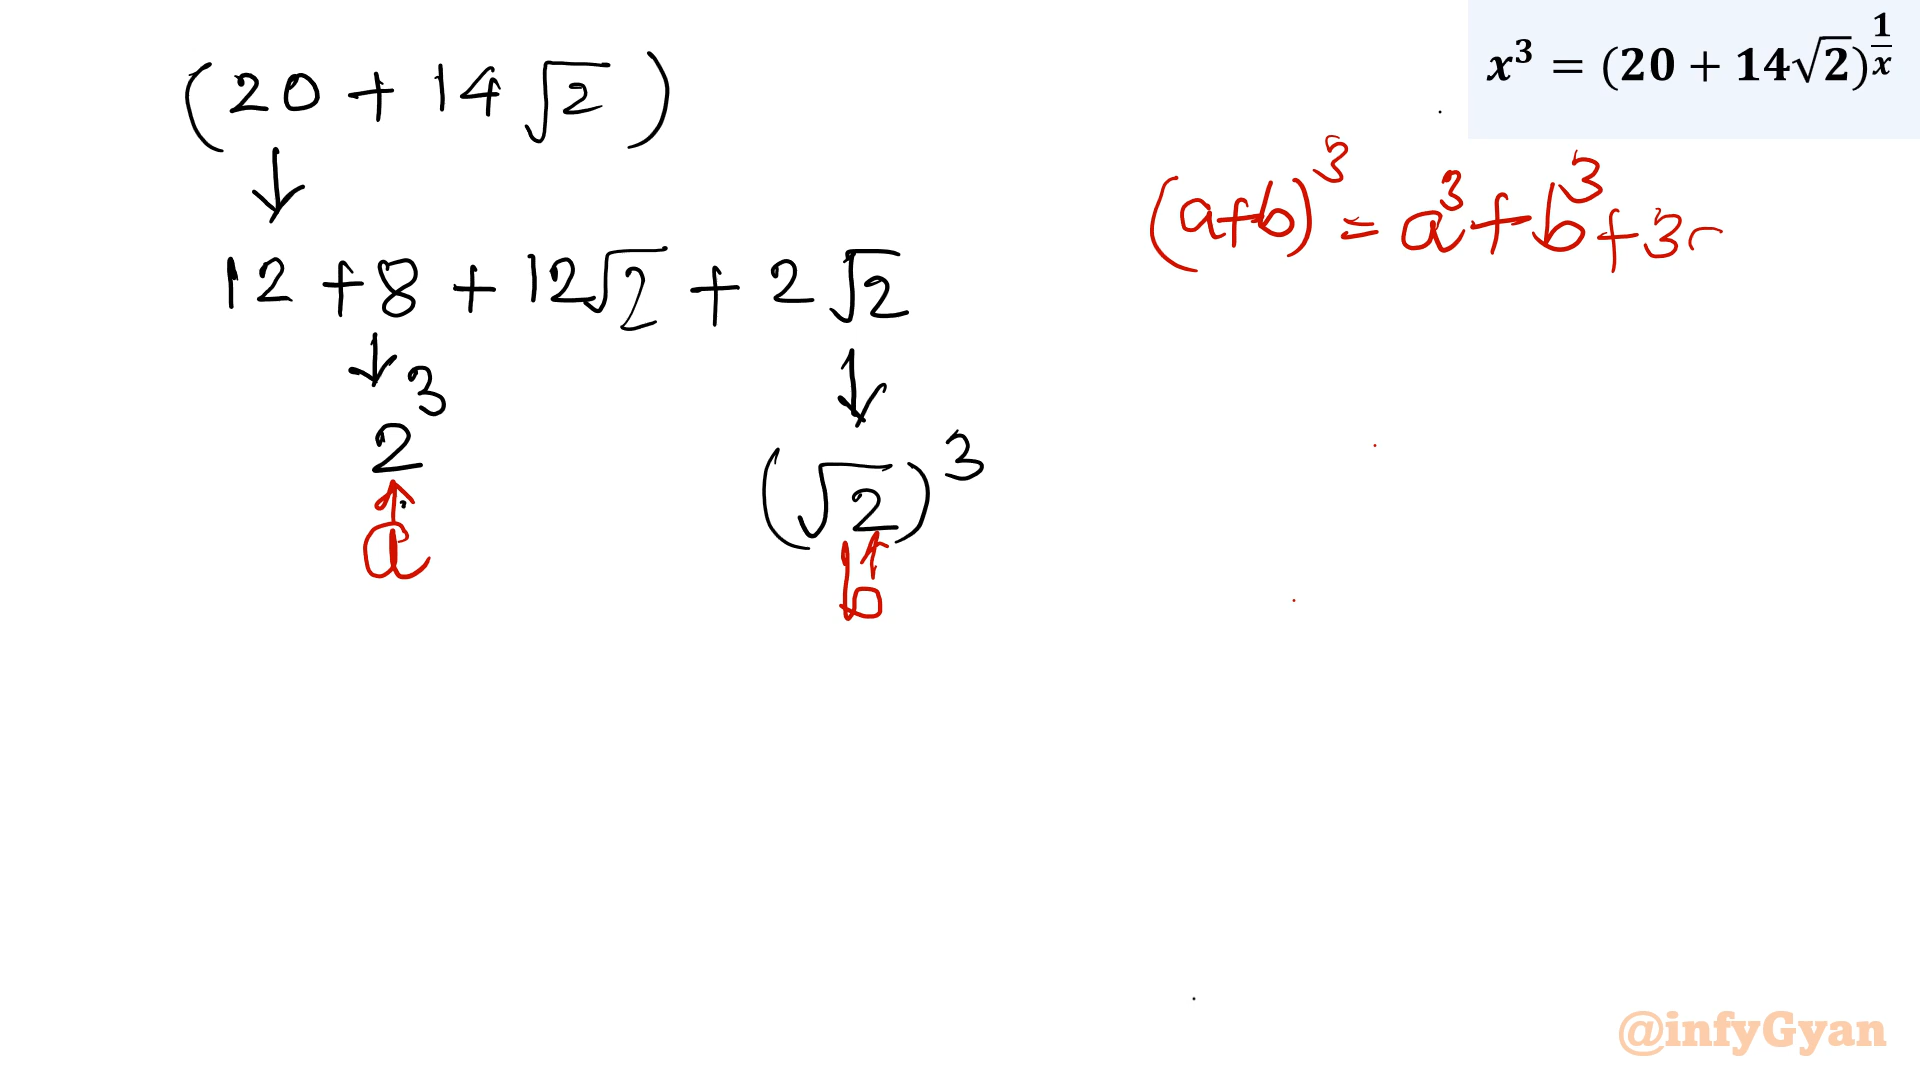 x³ = (20 + 14√2)^(1/x)
(20 + 14√2)
↓
12 + 8 + 12√2 + 2√2
↓ ↓
2³ (√2)³
↑ ↑
a b
(a+b)³ = a³ + b³ + 3
@infyGyan